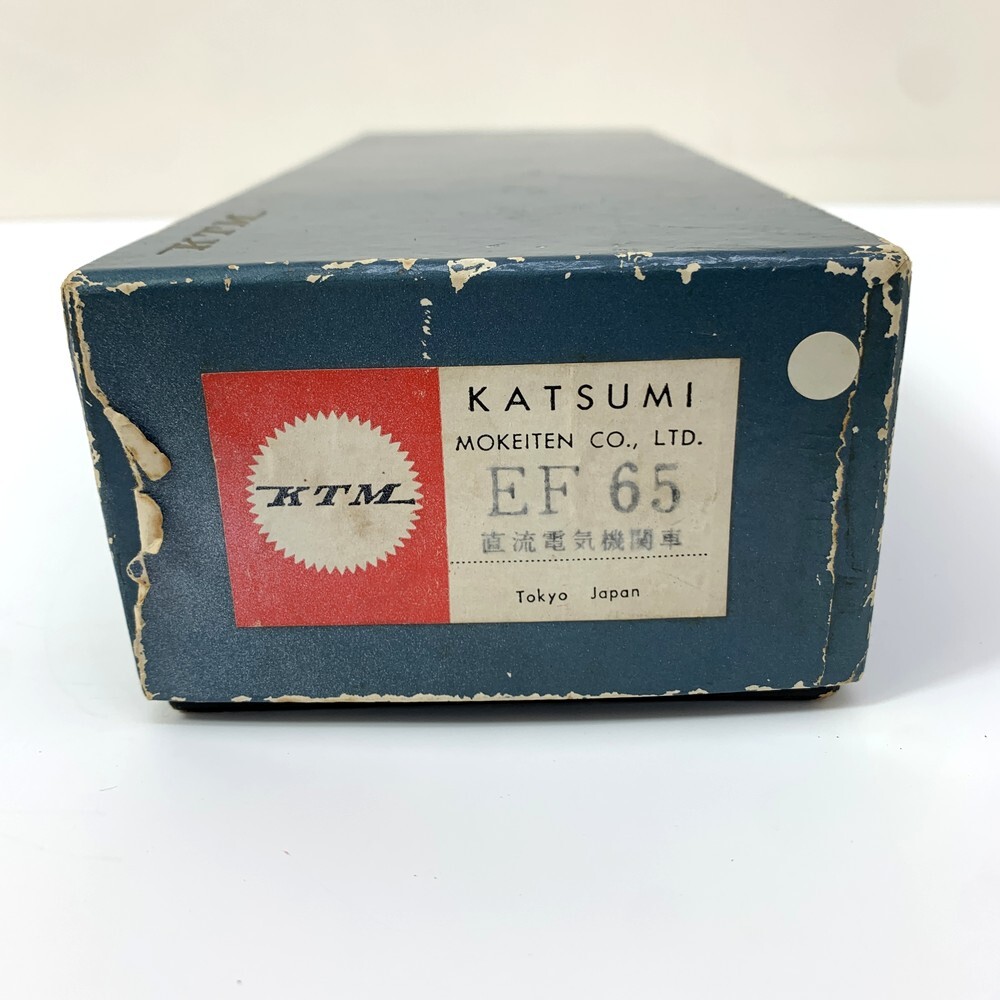 KTM
KTM
KATSUMI
MOKEITEN CO., LTD.
EF 65
直流電気機関車
Tokyo Japan